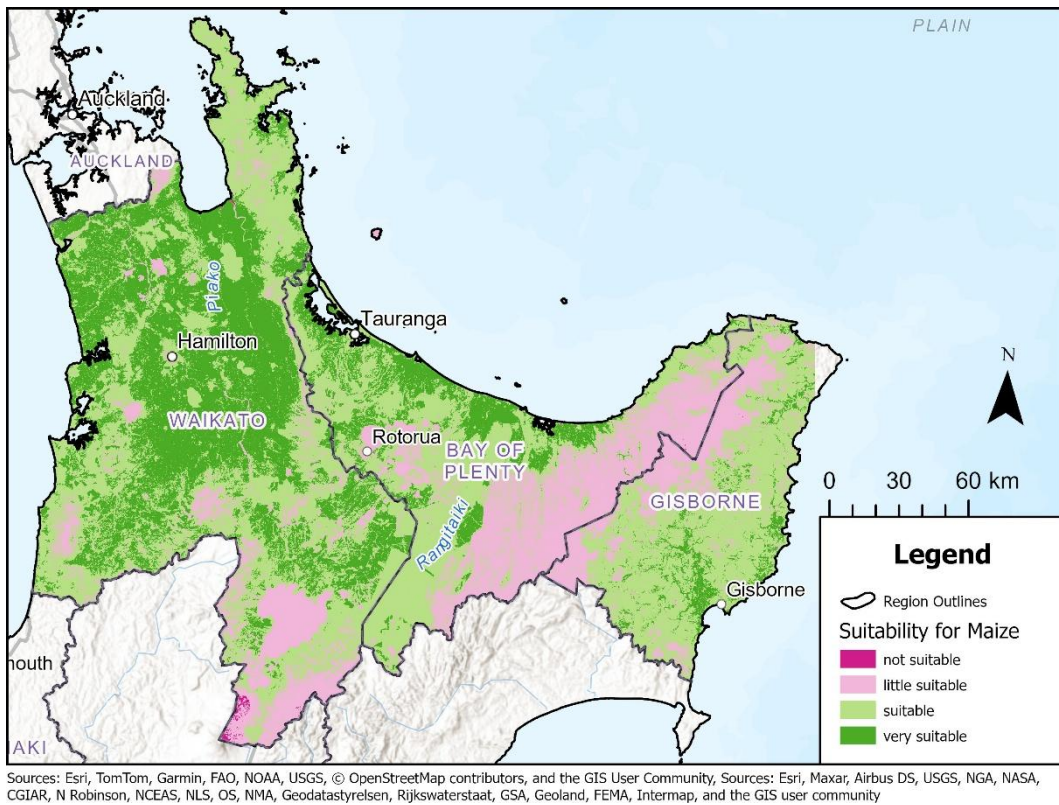 PLAIN
Auckland
AUCKLAND
Piako
Tauranga
Hamilton
N
WAIKATO
Rotorua
BAY OF
PLENTY
GISBORNE
0 30 60 km
Rangitaiki
Legend
Gisborne
Region Outlines
Suitability for Maize
mouth
not suitable
little suitable
suitable
AKI
very suitable
Sources: Esri, TomTom, Garmin, FAO, NOAA, USGS, © OpenStreetMap contributors, and the GIS User Community, Sources: Esri, Maxar, Airbus DS, USGS, NGA, NASA,
CGIAR, N Robinson, NCEAS, NLS, OS, NMA, Geodatastyrelsen, Rijkswaterstaat, GSA, Geoland, FEMA, Intermap, and the GIS user community